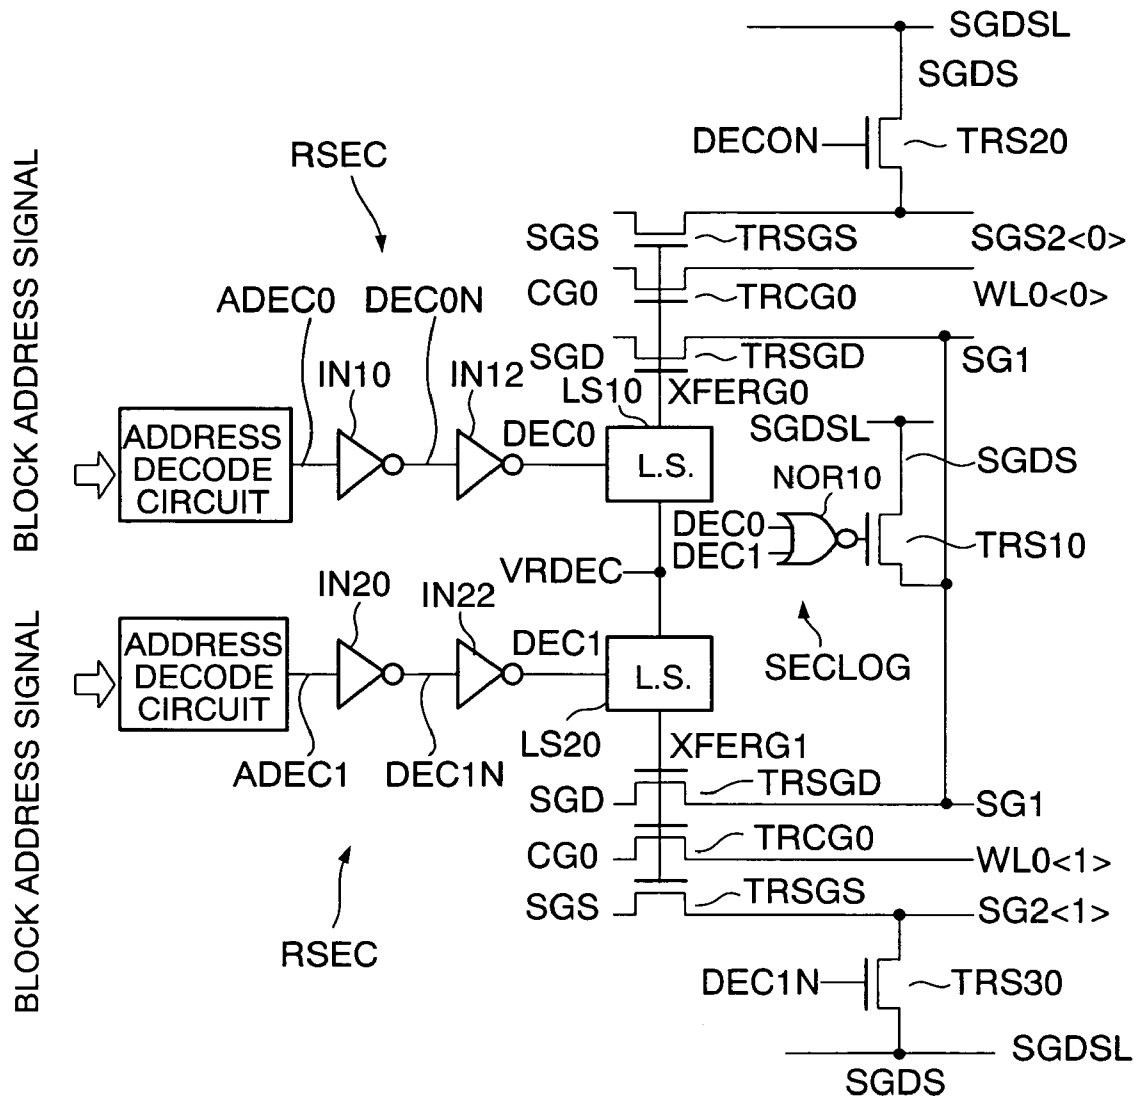 SGDSL
SGDS
DECON
TRS20
RSEC
BLOCK ADDRESS SIGNAL
SGS
TRSGS
SGS2<0>
ADEC0
DEC0N
CG0
TRCG0
WL0<0>
SGD
TRSGD
SG1
IN10
IN12
LS10
XFERG0
ADDRESS
DECODE
CIRCUIT
DEC0
L.S.
SGDSL
SGDS
NOR10
DEC0
DEC1
TRS10
VRDEC
SECLOG
BLOCK ADDRESS SIGNAL
IN20
IN22
ADDRESS
DECODE
CIRCUIT
DEC1
L.S.
LS20
XFERG1
ADEC1
DEC1N
SGD
TRSGD
SG1
CG0
TRCG0
WL0<1>
SGS
TRSGS
SG2<1>
RSEC
DEC1N
TRS30
SGDSL
SGDS